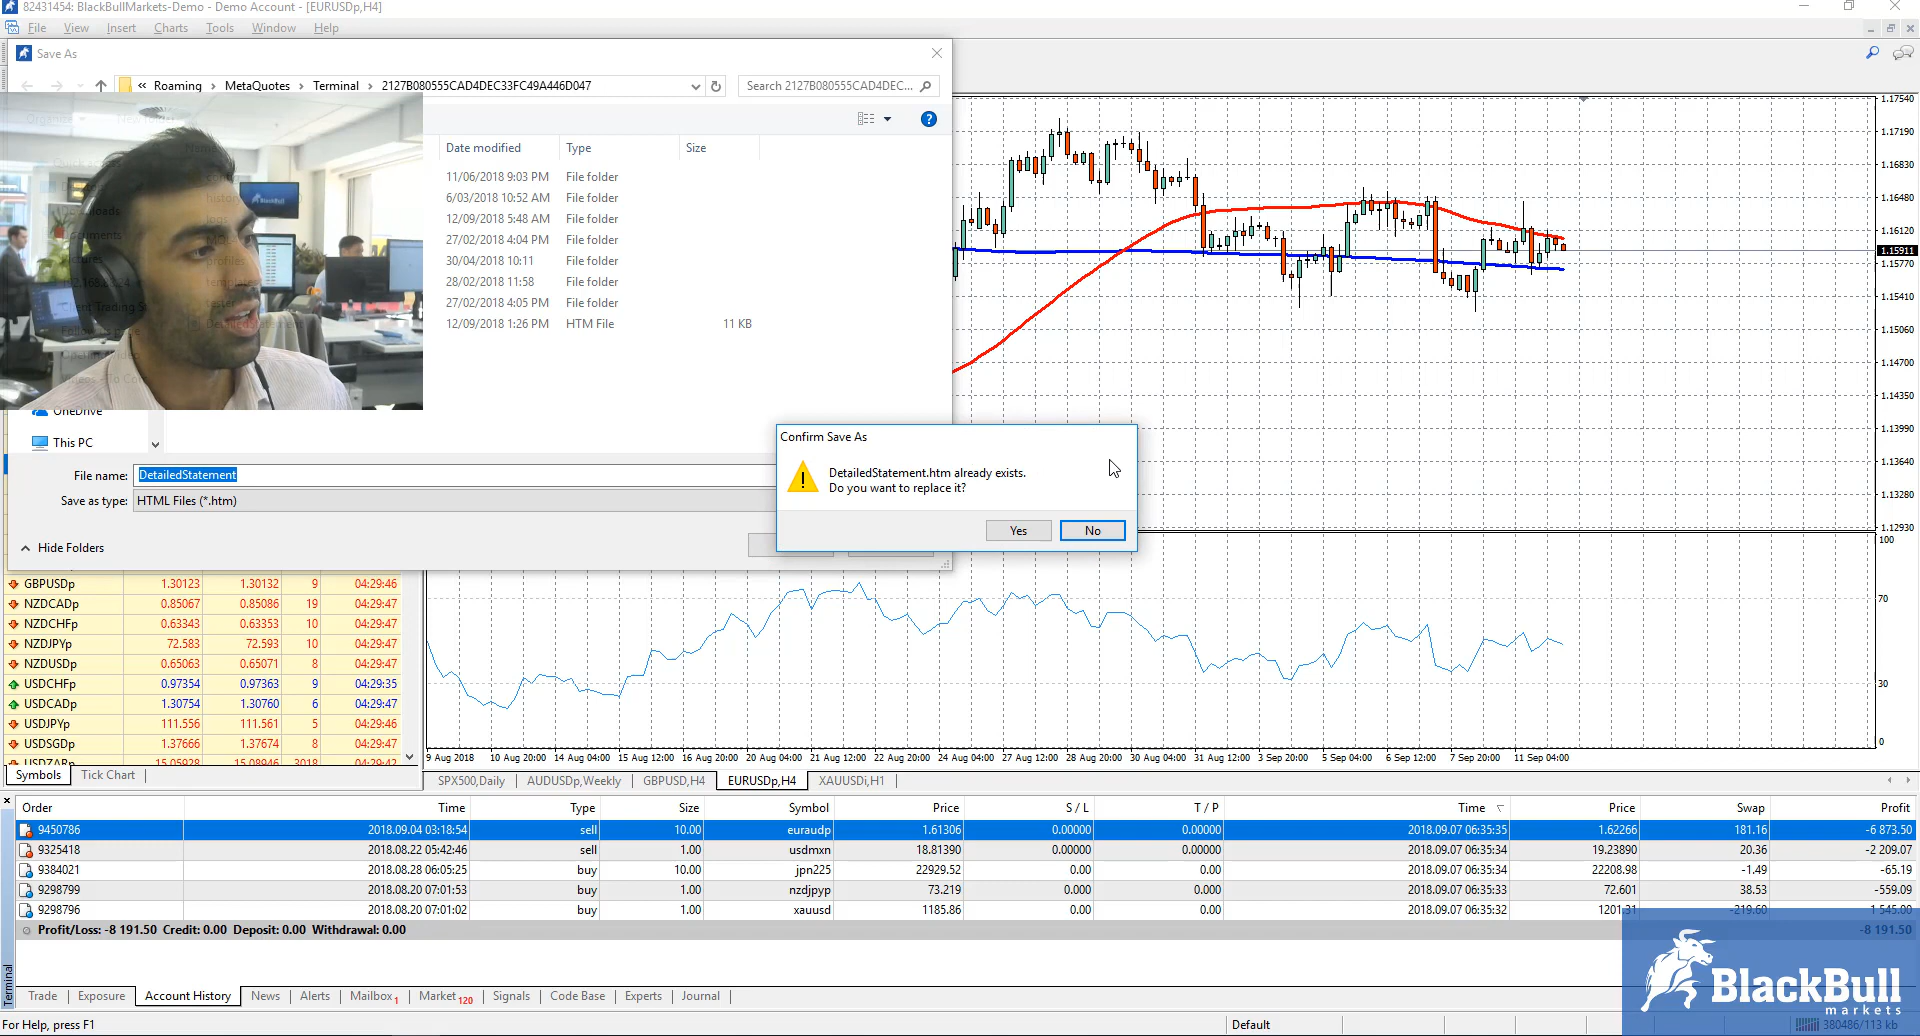 82431454: BlackBullMarkets-Demo - Demo Account - [EURUSDp,H4]
File View Insert Charts Tools Window Help
Save As
« Roaming › MetaQuotes › Terminal › 2127B080555CAD4DEC33FC49A446D047
Search 2127B080555CAD4DEC...
Date modified Type Size
11/06/2018 9:03 PM File folder
6/03/2018 10:52 AM File folder
12/09/2018 5:48 AM File folder
27/02/2018 4:04 PM File folder
30/04/2018 10:11 File folder
28/02/2018 11:58 File folder
27/02/2018 4:05 PM File folder
12/09/2018 1:26 PM HTM File 11 KB
BlackBull
OneDrive
This PC
File name: DetailedStatement
Save as type: HTML Files (*.htm)
Hide Folders
Confirm Save As
DetailedStatement.htm already exists.
Do you want to replace it?
Yes No
1.17540
1.17190
1.16830
1.16480
1.16120
1.15911
1.15770
1.15410
1.15060
1.14700
1.14350
1.13990
1.13640
1.13280
1.12930
100
70
30
0
GBPUSDp 1.30123 1.30132 9 04:29:46
NZDCADp 0.85067 0.85086 19 04:29:47
NZDCHFp 0.63343 0.63353 10 04:29:47
NZDJPYp 72.583 72.593 10 04:29:47
NZDUSDp 0.65063 0.65071 8 04:29:47
USDCHFp 0.97354 0.97363 9 04:29:35
USDCADp 1.30754 1.30760 6 04:29:47
USDJPYp 111.556 111.561 5 04:29:46
USDSGDp 1.37666 1.37674 8 04:29:47
USDZARp 15.05928 15.08946 3018 04:29:42
Symbols Tick Chart
9 Aug 2018 10 Aug 20:00 14 Aug 04:00 15 Aug 12:00 16 Aug 20:00 20 Aug 04:00 21 Aug 12:00 22 Aug 20:00 24 Aug 04:00 27 Aug 12:00 28 Aug 20:00 30 Aug 04:00 31 Aug 12:00 3 Sep 20:00 5 Sep 04:00 6 Sep 12:00 7 Sep 20:00 11 Sep 04:00
SPX500,Daily AUDUSDp,Weekly GBPUSD,H4 EURUSDp,H4 XAUUSDi,H1
Order Time Type Size Symbol Price S / L T / P Time Price Swap Profit
9450786 2018.09.04 03:18:54 sell 10.00 euraudp 1.61306 0.00000 0.00000 2018.09.07 06:35:35 1.62266 181.16 -6 873.50
9325418 2018.08.22 05:42:46 sell 1.00 usdmxn 18.81390 0.00000 0.00000 2018.09.07 06:35:34 19.23890 20.36 -2 209.07
9384021 2018.08.28 06:05:25 buy 10.00 jpn225 22929.52 0.00 0.00 2018.09.07 06:35:34 22208.98 -1.49 -65.19
9298799 2018.08.20 07:01:53 buy 1.00 nzdjpyp 73.219 0.000 0.000 2018.09.07 06:35:33 72.601 38.53 -559.09
9298796 2018.08.20 07:01:02 buy 1.00 xauusd 1185.86 0.00 0.00 2018.09.07 06:35:32 1201.31 -219.60 1 545.00
Profit/Loss: -8 191.50 Credit: 0.00 Deposit: 0.00 Withdrawal: 0.00 -8 191.50
Terminal
Trade Exposure Account History News Alerts Mailbox 1 Market 120 Signals Code Base Experts Journal
BlackBull
markets
For Help, press F1 Default 380486/113 kb